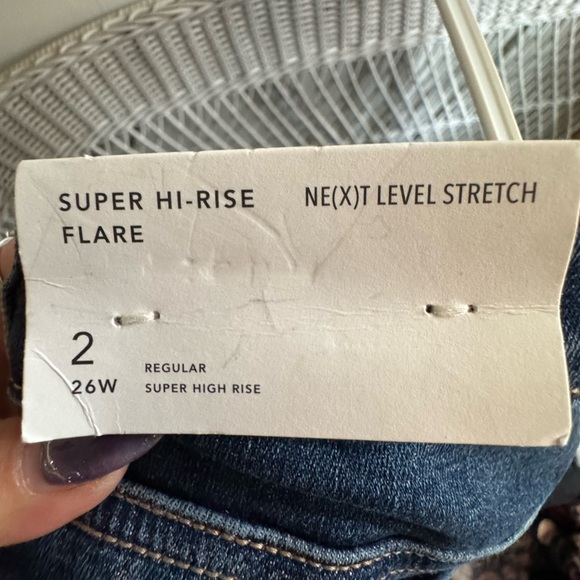 SUPER HI-RISE NE(X)T LEVEL STRETCH
FLARE
2
26W
REGULAR
SUPER HIGH RISE